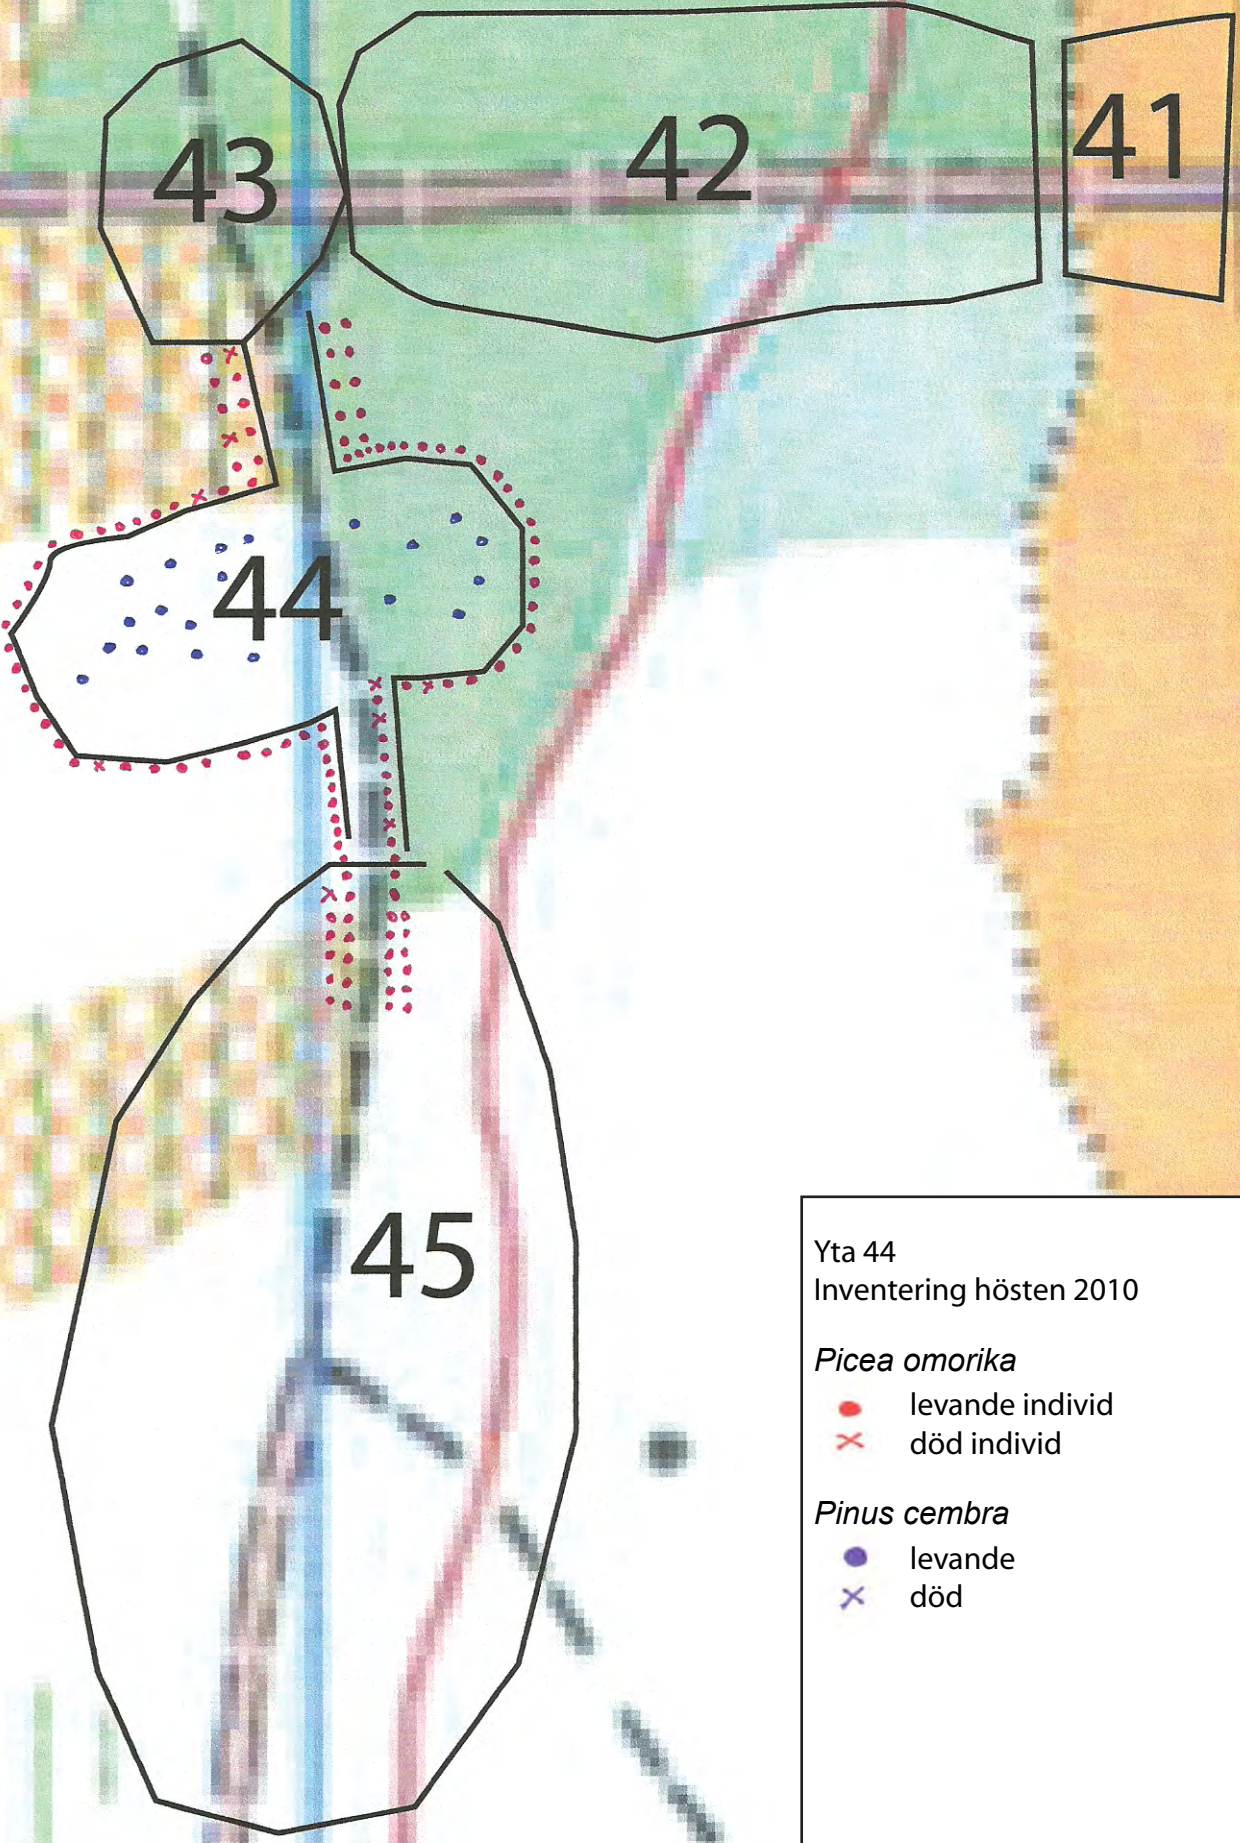 43
42
41
44
45
Yta 44
Inventering hösten 2010
Picea omorika
levande individ
död individ
Pinus cembra
levande
död